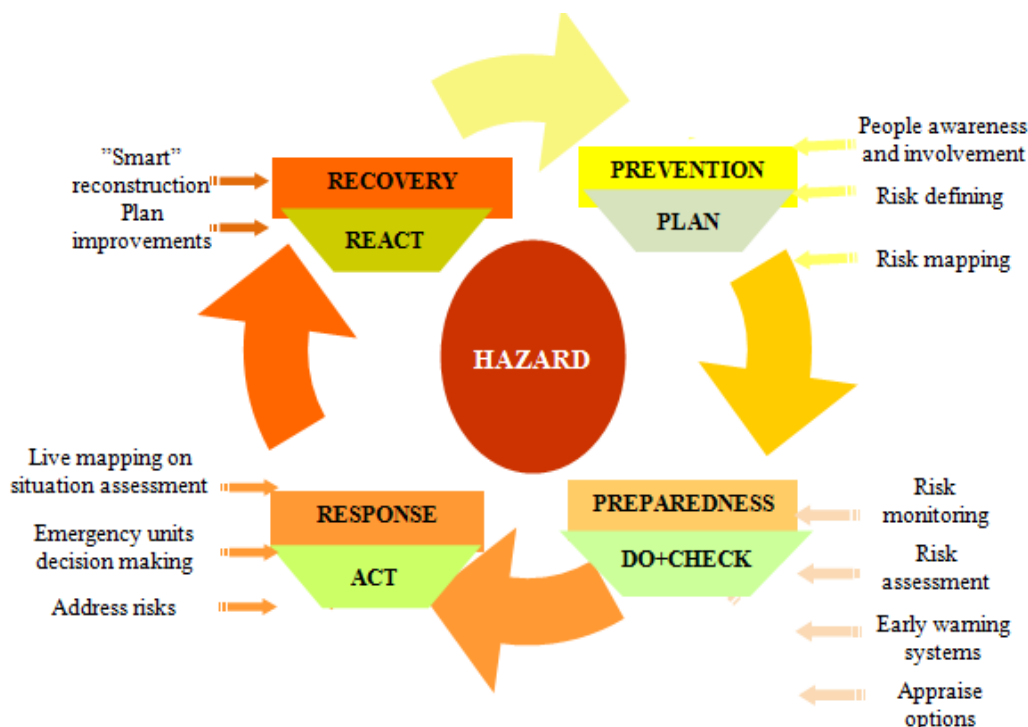 ”Smart”
reconstruction
Plan
improvements
RECOVERY
REACT
PREVENTION
PLAN
People awareness
and involvement
Risk defining
Risk mapping
HAZARD
Live mapping on
situation assessment
Emergency units
decision making
Address risks
RESPONSE
ACT
PREPAREDNESS
DO+CHECK
Risk
monitoring
Risk
assessment
Early warning
systems
Appraise
options